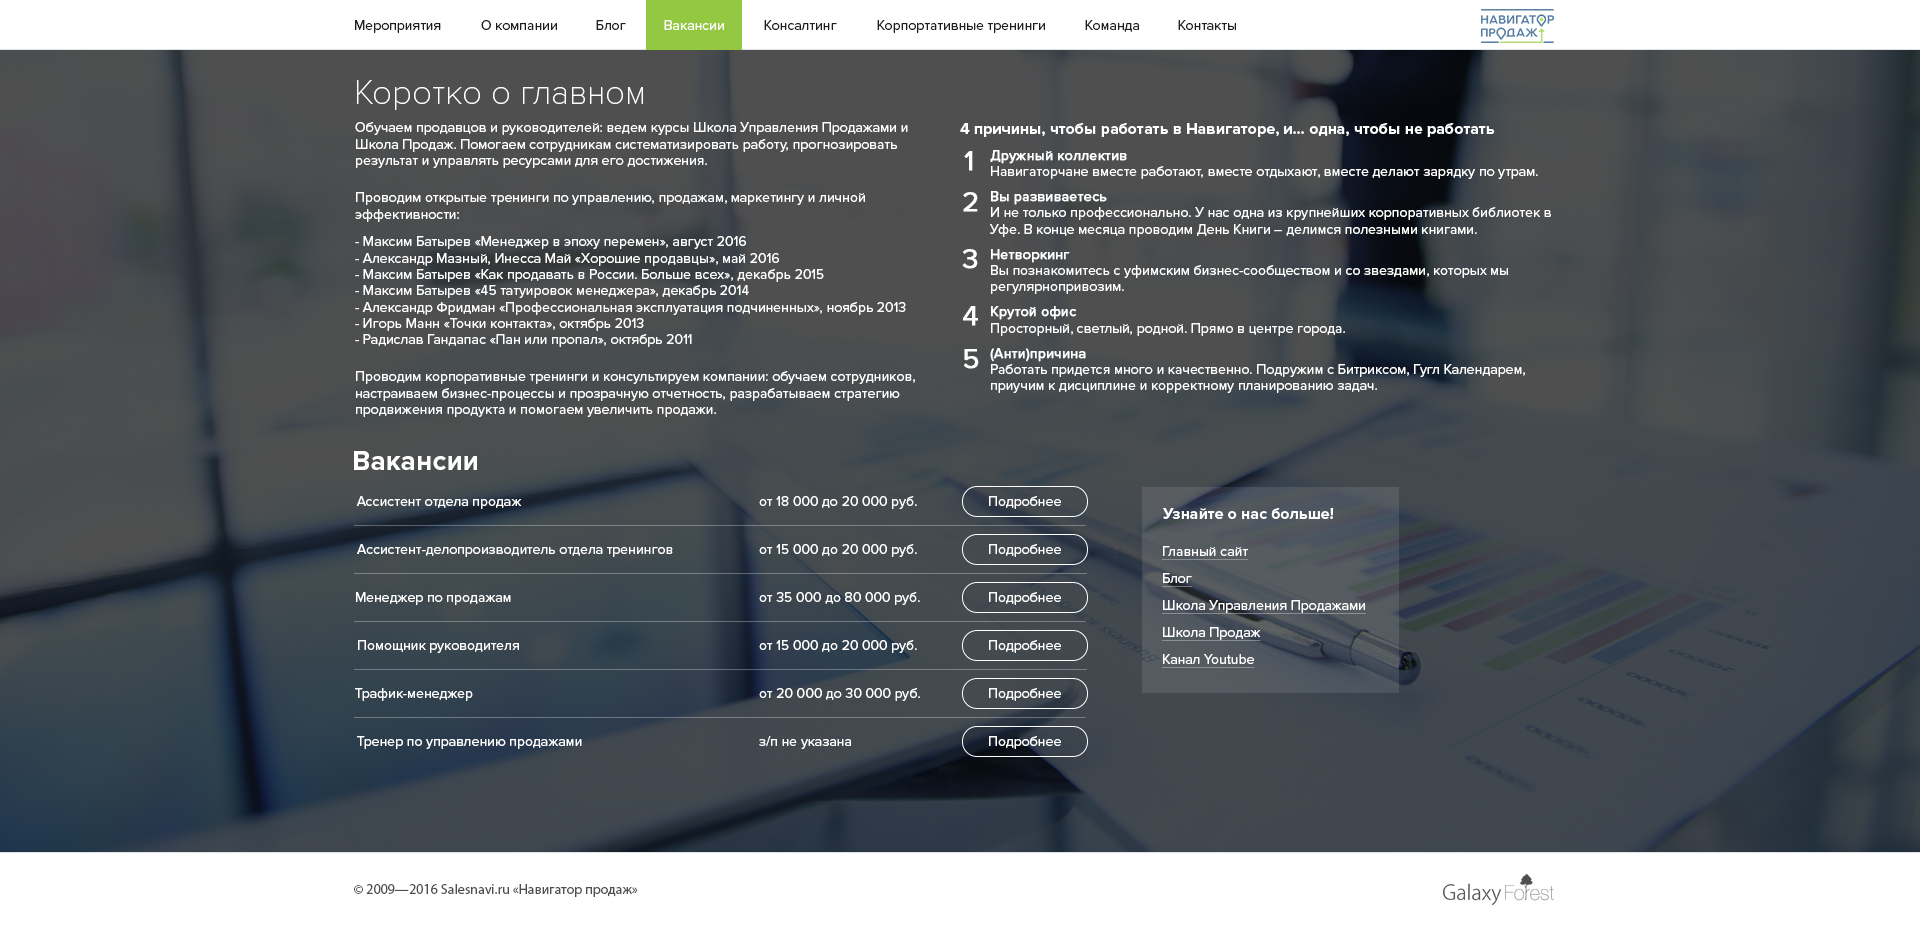 Мероприятия О компании Блог Вакансии Консалтинг Корпортативные тренинги Команда Контакты
НАВИГАТОР
ПРОДАЖ
Коротко о главном
Обучаем продавцов и руководителей: ведем курсы Школа Управления Продажами и
Школа Продаж. Помогаем сотрудникам систематизировать работу, прогнозировать
результат и управлять ресурсами для его достижения.
Проводим открытые тренинги по управлению, продажам, маркетингу и личной
эффективности:
- Максим Батырев «Менеджер в эпоху перемен», август 2016
- Александр Мазный, Инесса Май «Хорошие продавцы», май 2016
- Максим Батырев «Как продавать в России. Больше всех», декабрь 2015
- Максим Батырев «45 татуировок менеджера», декабрь 2014
- Александр Фридман «Профессиональная эксплуатация подчиненных», ноябрь 2013
- Игорь Манн «Точки контакта», октябрь 2013
- Радислав Гандапас «Пан или пропал», октябрь 2011
Проводим корпоративные тренинги и консультируем компании: обучаем сотрудников,
настраиваем бизнес-процессы и прозрачную отчетность, разрабатываем стратегию
продвижения продукта и помогаем увеличить продажи.
4 причины, чтобы работать в Навигаторе, и... одна, чтобы не работать
1 Дружный коллектив
Навигаторчане вместе работают, вместе отдыхают, вместе делают зарядку по утрам.
2 Вы развиваетесь
И не только профессионально. У нас одна из крупнейших корпоративных библиотек в
Уфе. В конце месяца проводим День Книги – делимся полезными книгами.
3 Нетворкинг
Вы познакомитесь с уфимским бизнес-сообществом и со звездами, которых мы
регулярнопривозим.
4 Крутой офис
Просторный, светлый, родной. Прямо в центре города.
5 (Анти)причина
Работать придется много и качественно. Подружим с Битриксом, Гугл Календарем,
приучим к дисциплине и корректному планированию задач.
Вакансии
Ассистент отдела продаж от 18 000 до 20 000 руб. Подробнее
Ассистент-делопроизводитель отдела тренингов от 15 000 до 20 000 руб. Подробнее
Менеджер по продажам от 35 000 до 80 000 руб. Подробнее
Помощник руководителя от 15 000 до 20 000 руб. Подробнее
Трафик-менеджер от 20 000 до 30 000 руб. Подробнее
Тренер по управлению продажами з/п не указана Подробнее
Узнайте о нас больше!
Главный сайт
Блог
Школа Управления Продажами
Школа Продаж
Канал Youtube
© 2009—2016 Salesnavi.ru «Навигатор продаж»
Galaxy Forest